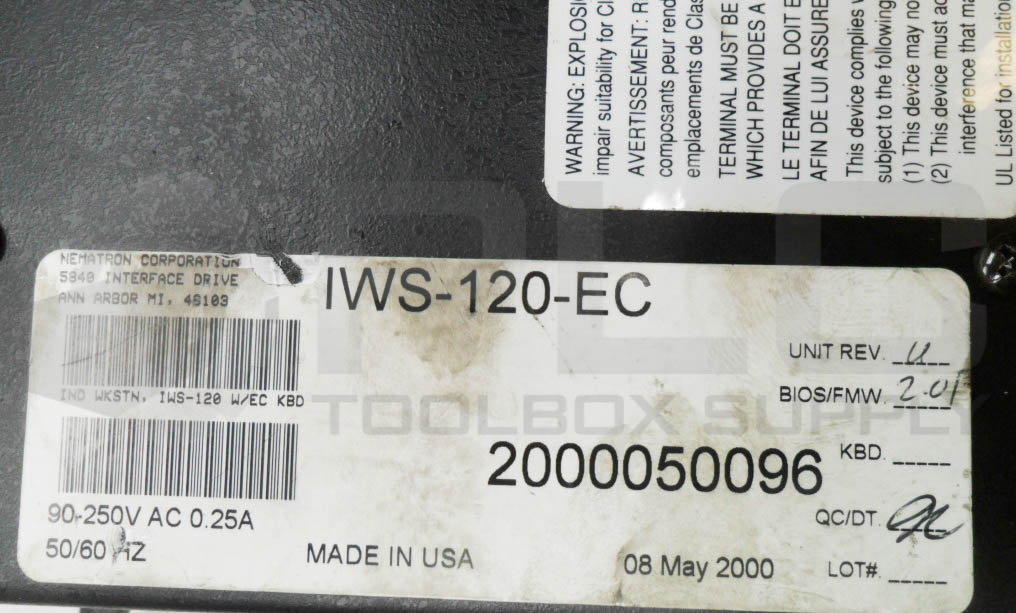 WARNING: EXPLOSI
impair suitability for Cl
AVERTISSEMENT: R
composants peur rend
emplacements de Clas
TERMINAL MUST BE
WHICH PROVIDES A
LE TERMINAL DOIT E
AFIN DE LUI ASSURE
This device complies
subject to the following
(1) This device may no
(2) This device must ac
interference that ma
UL Listed for installation
NEMATRON CORPORATION
5840 INTERFACE DRIVE
ANN ARBOR MI, 48103
IWS-120-EC
UNIT REV. U
IND WKSTN, IWS-120 W/EC KBD
BIOS/FMW. 2.01
PLC
TOOLBOX SUPPLY
2000050096
KBD.
90-250V AC 0.25A
QC/DT.
50/60 HZ
MADE IN USA
08 May 2000
LOT#.